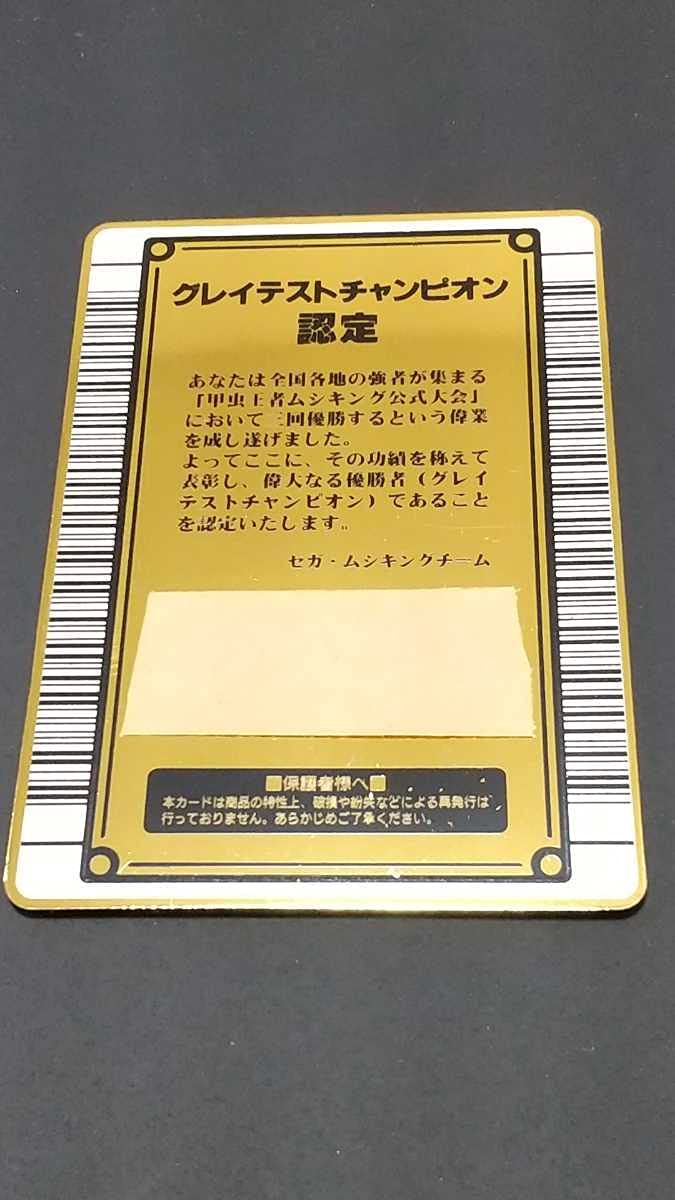 グレイテストチャンピオン
認定
あなたは全国各地の強者が集まる
「甲虫王者ムシキング公式大会」
において三回優勝するという偉業
を成し遂げました。
よってここに、その功績を称えて
表彰し、偉大なる優勝者（グレイ
テストチャンピオン）であること
を認定いたします。
セガ・ムシキングチーム
■保護者様へ■
本カードは商品の特性上、破損や紛失などによる再発行は
行っておりません。あらかじめご了承ください。